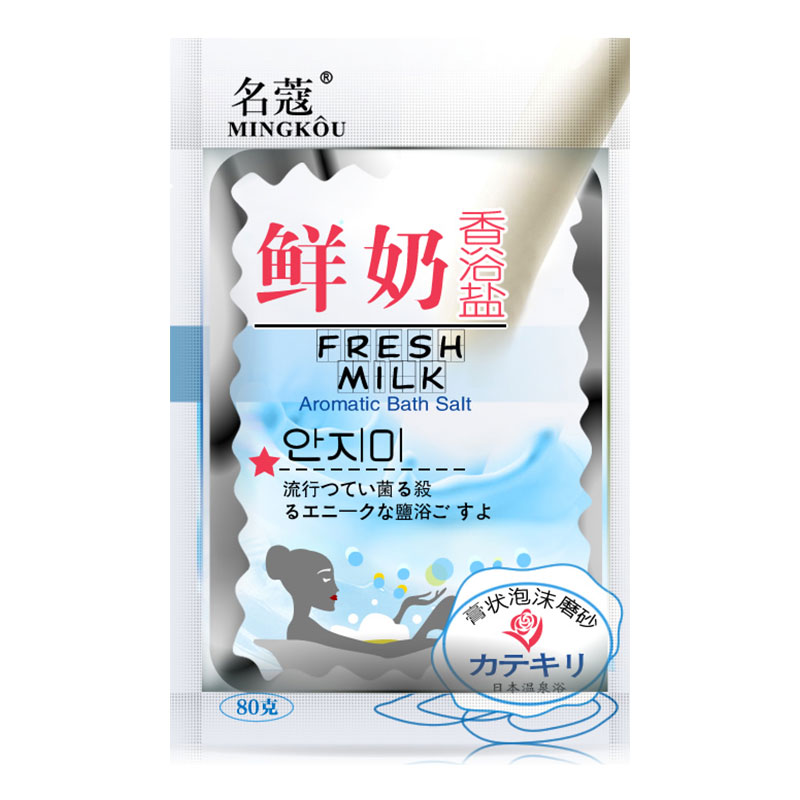 名蔻®
MINGKÔU
鲜奶
香浴盐
FRESH
MILK
Aromatic Bath Salt
안지미
流行つてい菌る殺
るエニークな鹽浴ご すよ
膏状泡沫磨砂
カテキリ
日本温泉浴
80克